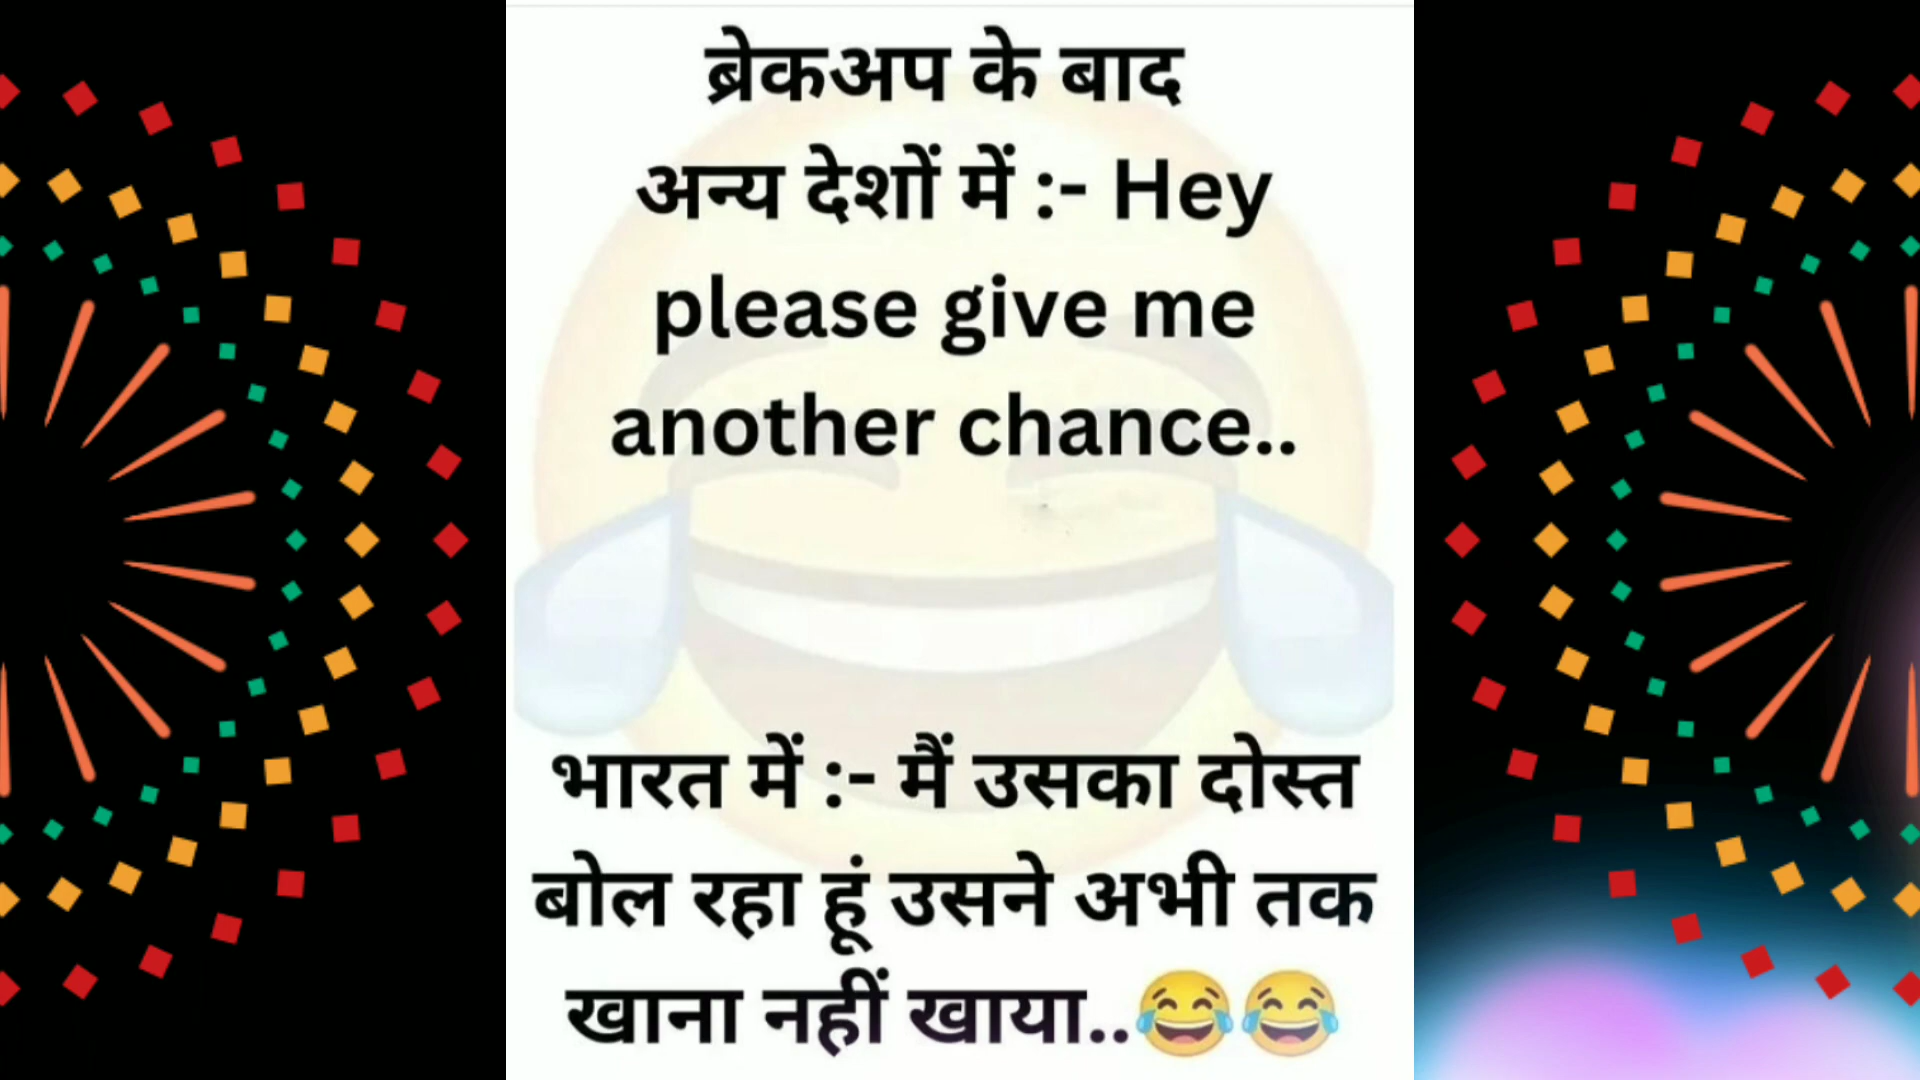 ब्रेकअप के बाद
अन्य देशों में :- Hey
please give me
another chance..
भारत में :- मैं उसका दोस्त
बोल रहा हूं उसने अभी तक
खाना नहीं खाया..😂😂